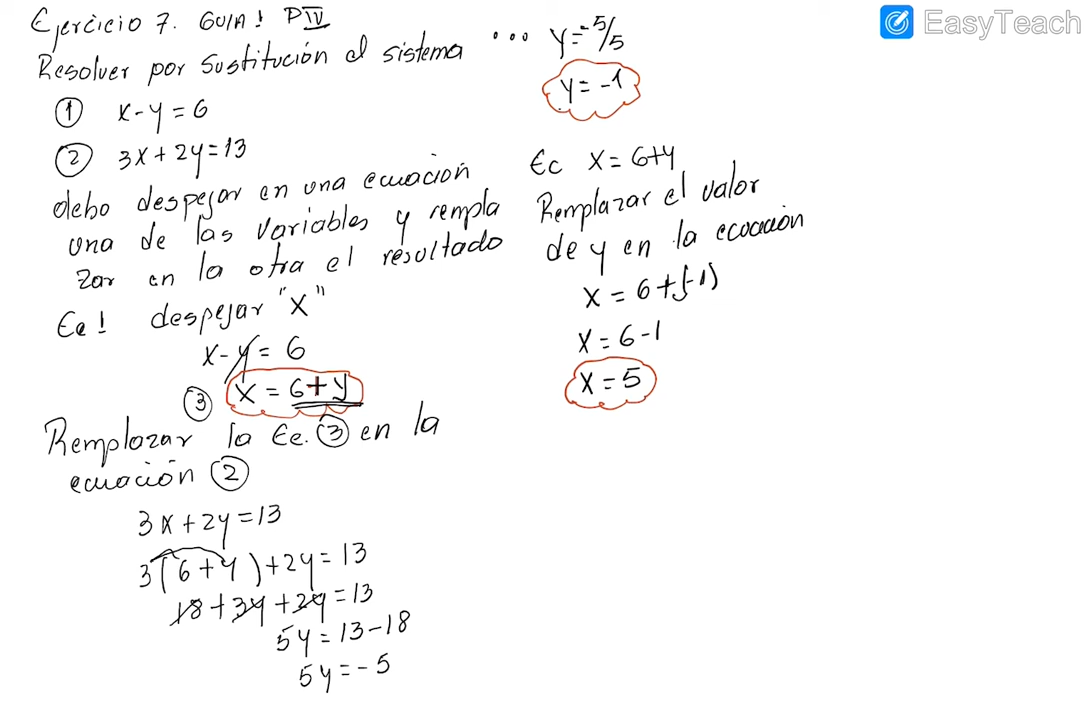 Ejercicio 7. GUIA 1 PIV
Resolver por sustitución el sistema
① x-y=6
② 3x+2y=13
debo despejar en una ecuación
una de las variables y rempla
zar en la otra el resultado
Ec 1 despejar "x"
x-y=6
③ x=6+y
Remplazar la Ec. ③ en la
ecuación ②
3x+2y=13
3(6+y)+2y=13
18+3y+2y=13
5y=13-18
5y=-5
... y=-5/5
y=-1
Ec x=6+y
Remplazar el valor
de y en la ecuación
x=6+(-1)
x=6-1
x=5
EasyTeach